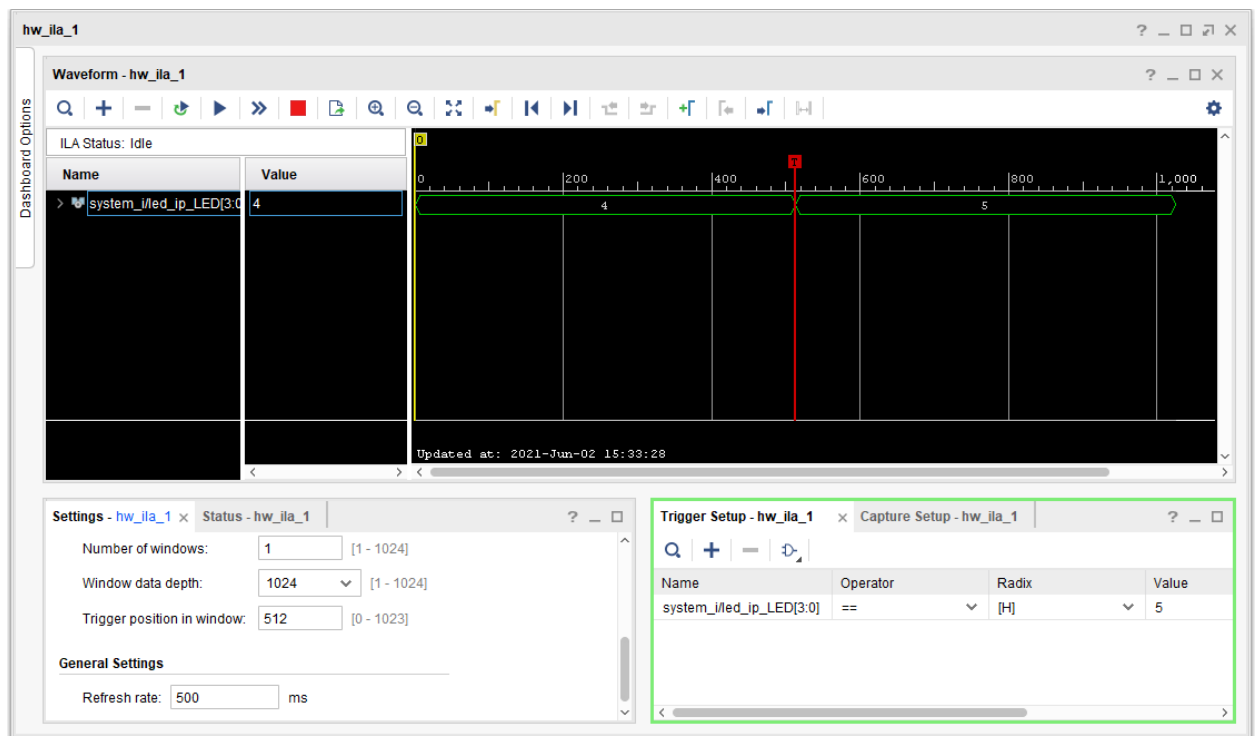 hw_ila_1
Dashboard Options
Waveform - hw_ila_1
ILA Status: Idle
Name Value
system_i/led_ip_LED[3:0 4
0
T
0 200 400 600 800 1,000
4 5
Updated at: 2021-Jun-02 15:33:28
Settings - hw_ila_1 Status - hw_ila_1
Number of windows: 1 [1 - 1024]
Window data depth: 1024 [1 - 1024]
Trigger position in window: 512 [0 - 1023]
General Settings
Refresh rate: 500 ms
Trigger Setup - hw_ila_1 Capture Setup - hw_ila_1
Name Operator Radix Value
system_i/led_ip_LED[3:0] == [H] 5